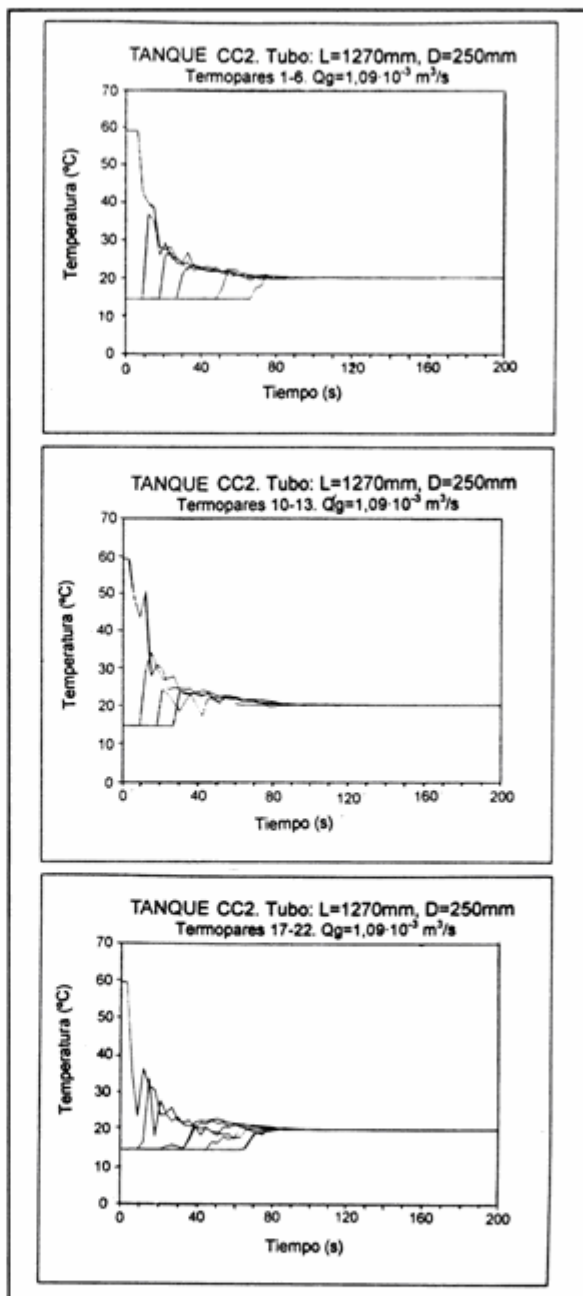 TANQUE CC2. Tubo: L=1270mm, D=250mm
Termopares 1-6. Qg=1,09·10⁻³ m³/s
Temperatura (ºC)
70
60
50
40
30
20
10
0
0 40 80 120 160 200
Tiempo (s)
TANQUE CC2. Tubo: L=1270mm, D=250mm
Termopares 10-13. Qg=1,09·10⁻³ m³/s
Temperatura (ºC)
70
60
50
40
30
20
10
0
0 40 80 120 160 200
Tiempo (s)
TANQUE CC2. Tubo: L=1270mm, D=250mm
Termopares 17-22. Qg=1,09·10⁻³ m³/s
Temperatura (ºC)
70
60
50
40
30
20
10
0
0 40 80 120 160 200
Tiempo (s)